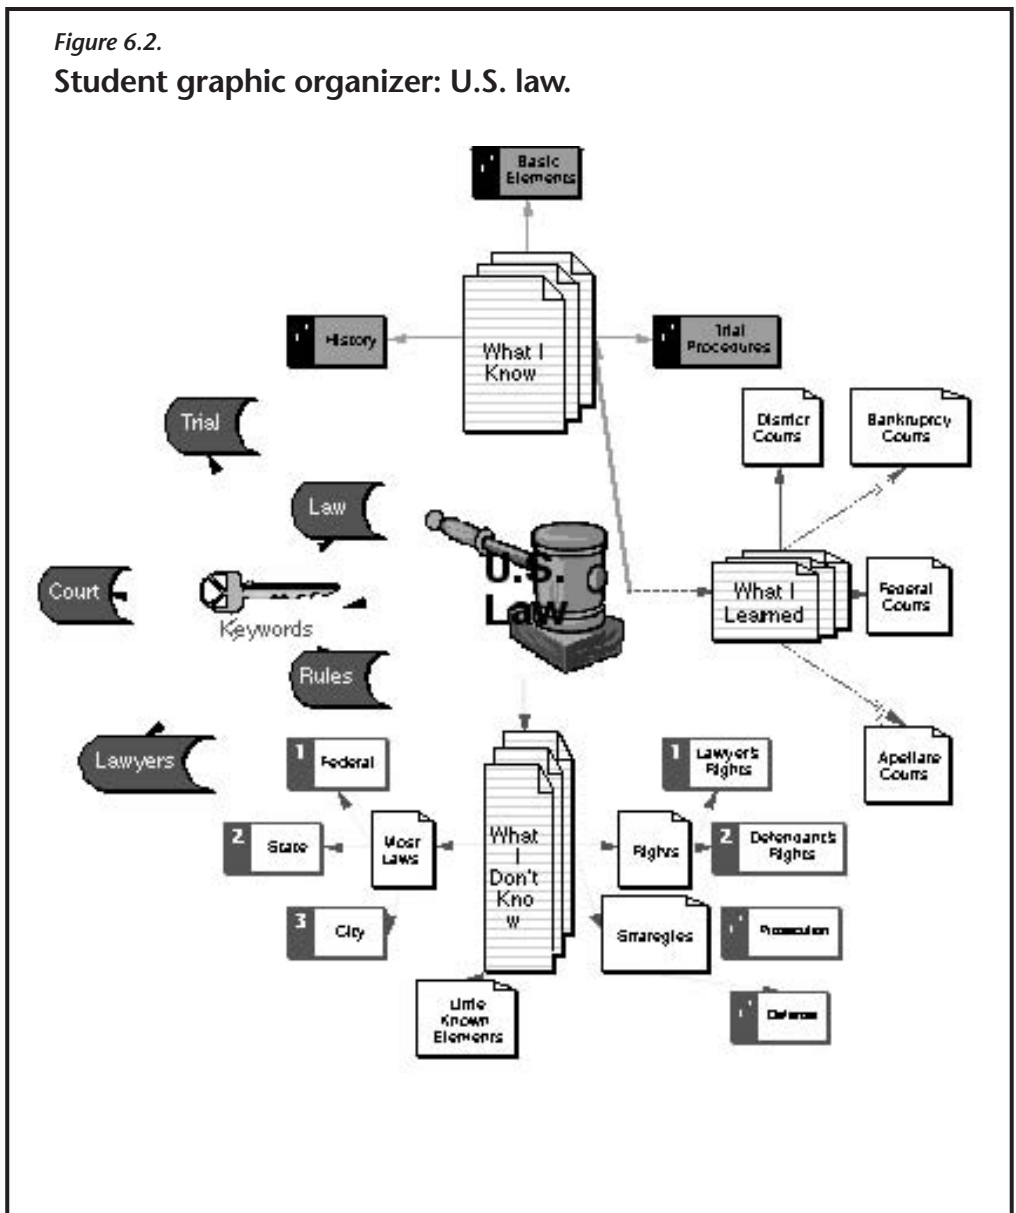 Figure 6.2.
Student graphic organizer: U.S. law.
Basic
Elements
History
What I
Know
Trial
Procedures
Trial
Law
Court
Keywords
Rules
Lawyers
U.S.
Law
District
Courts
Bankruptcy
Courts
What I
Learned
Federal
Courts
Apellate
Courts
1 Federal
2 State
3 City
Most
Laws
What
I
Don't
Kno
w
Rights
1 Lawyer's
Rights
2 Defendant's
Rights
Strategies
Prosecution
Defense
Little
Known
Elements